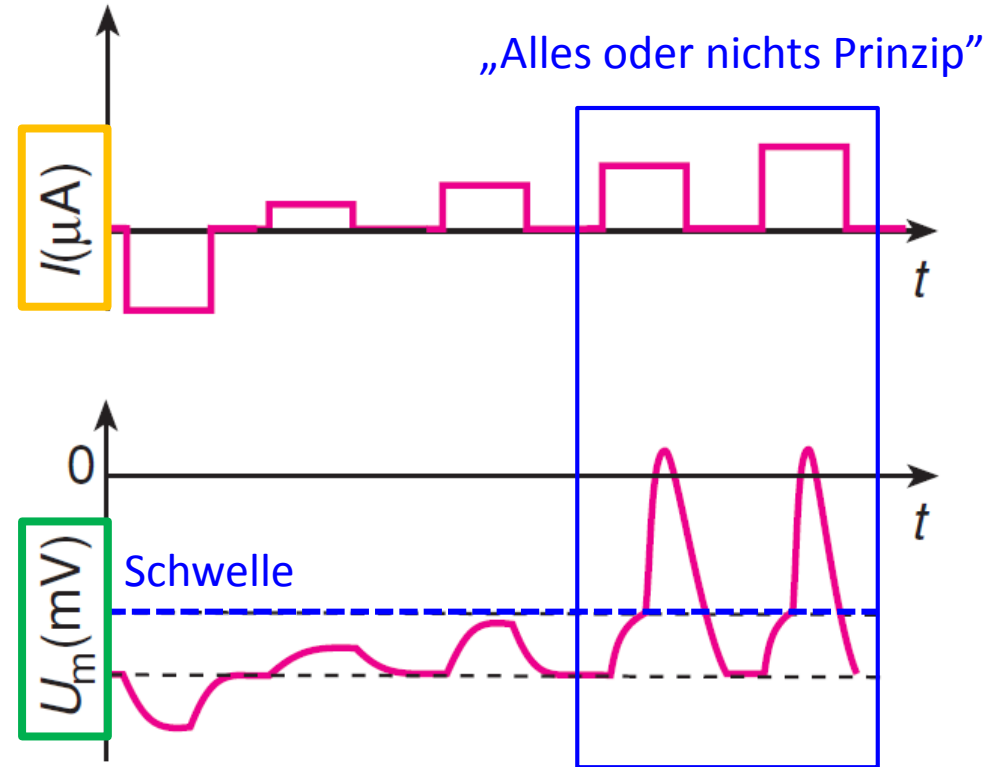 „Alles oder nichts Prinzip”
I(µA)
t
0
t
Schwelle
Um(mV)